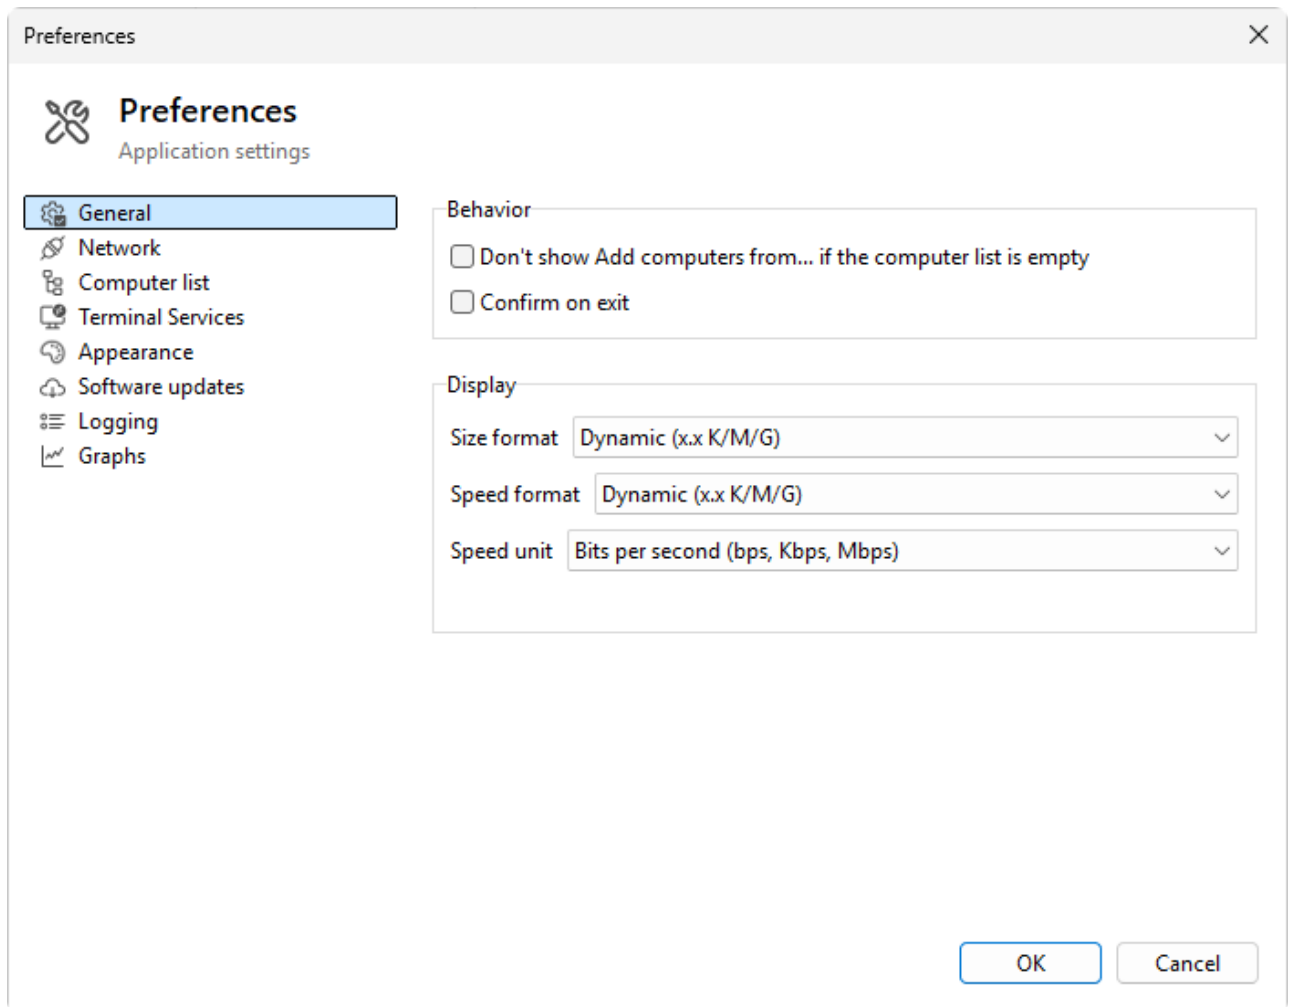 Preferences
Preferences
Application settings
General
Network
Computer list
Terminal Services
Appearance
Software updates
Logging
Graphs
Behavior
Don't show Add computers from... if the computer list is empty
Confirm on exit
Display
Size format Dynamic (x.x K/M/G)
Speed format Dynamic (x.x K/M/G)
Speed unit Bits per second (bps, Kbps, Mbps)
OK Cancel